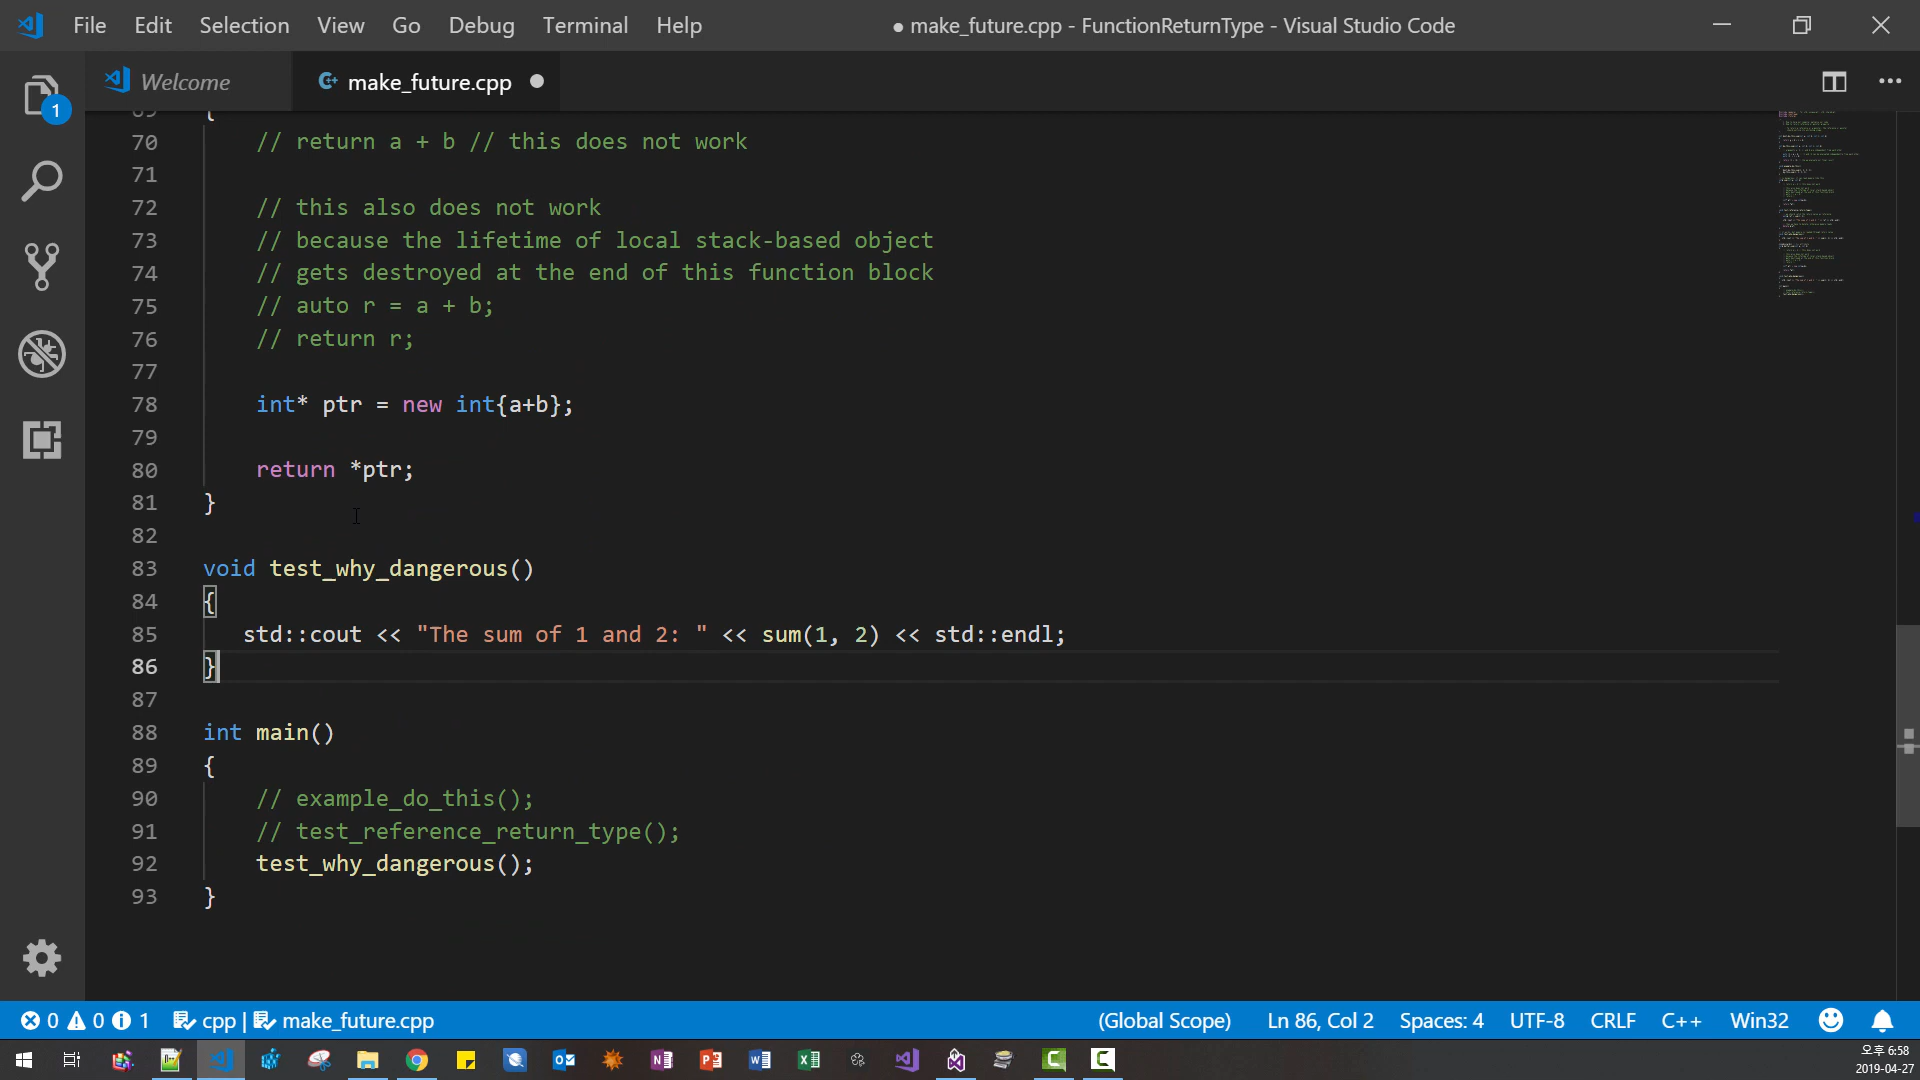 File Edit Selection View Go Debug Terminal Help
● make_future.cpp - FunctionReturnType - Visual Studio Code
1
Welcome
make_future.cpp
69 {
70 // return a + b // this does not work
71
72 // this also does not work
73 // because the lifetime of local stack-based object
74 // gets destroyed at the end of this function block
75 // auto r = a + b;
76 // return r;
77
78 int* ptr = new int{a+b};
79
80 return *ptr;
81 }
82
83 void test_why_dangerous()
84 {
85 std::cout << "The sum of 1 and 2: " << sum(1, 2) << std::endl;
86 }
87
88 int main()
89 {
90 // example_do_this();
91 // test_reference_return_type();
92 test_why_dangerous();
93 }
0 0 1 cpp | make_future.cpp
(Global Scope) Ln 86, Col 2 Spaces: 4 UTF-8 CRLF C++ Win32
오후 6:58
2019-04-27